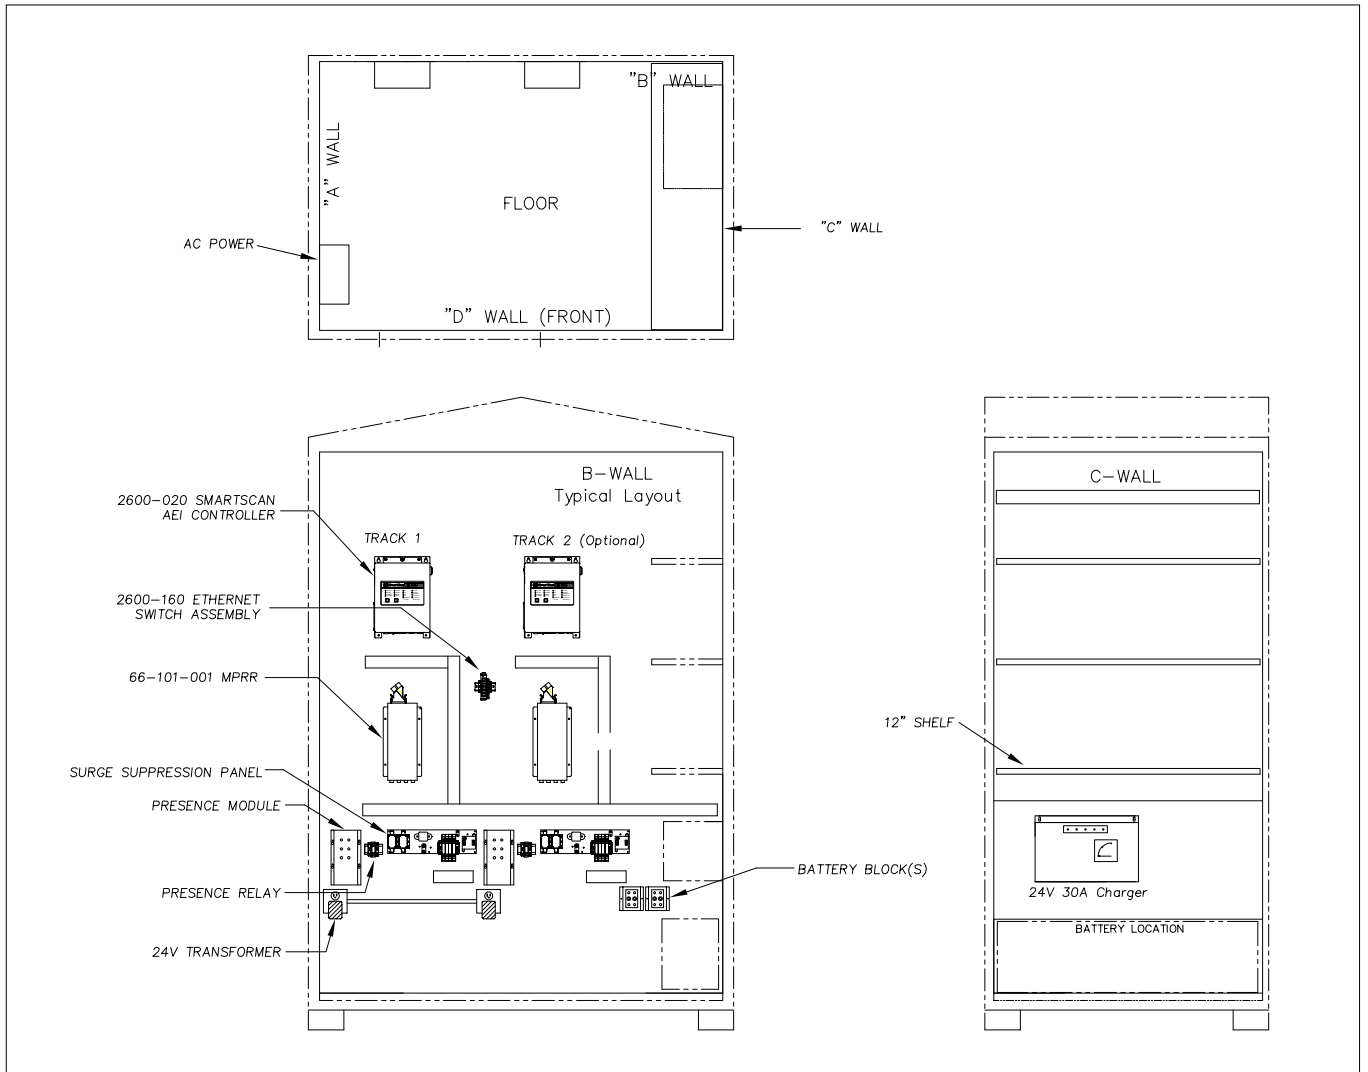 "B" WALL
"A" WALL
FLOOR
"C" WALL
AC POWER
"D" WALL (FRONT)
B-WALL
Typical Layout
C-WALL
2600-020 SMARTSCAN
AEI CONTROLLER
TRACK 1
TRACK 2 (Optional)
2600-160 ETHERNET
SWITCH ASSEMBLY
66-101-001 MPRR
12" SHELF
SURGE SUPPRESSION PANEL
PRESENCE MODULE
BATTERY BLOCK(S)
PRESENCE RELAY
24V 30A Charger
BATTERY LOCATION
24V TRANSFORMER